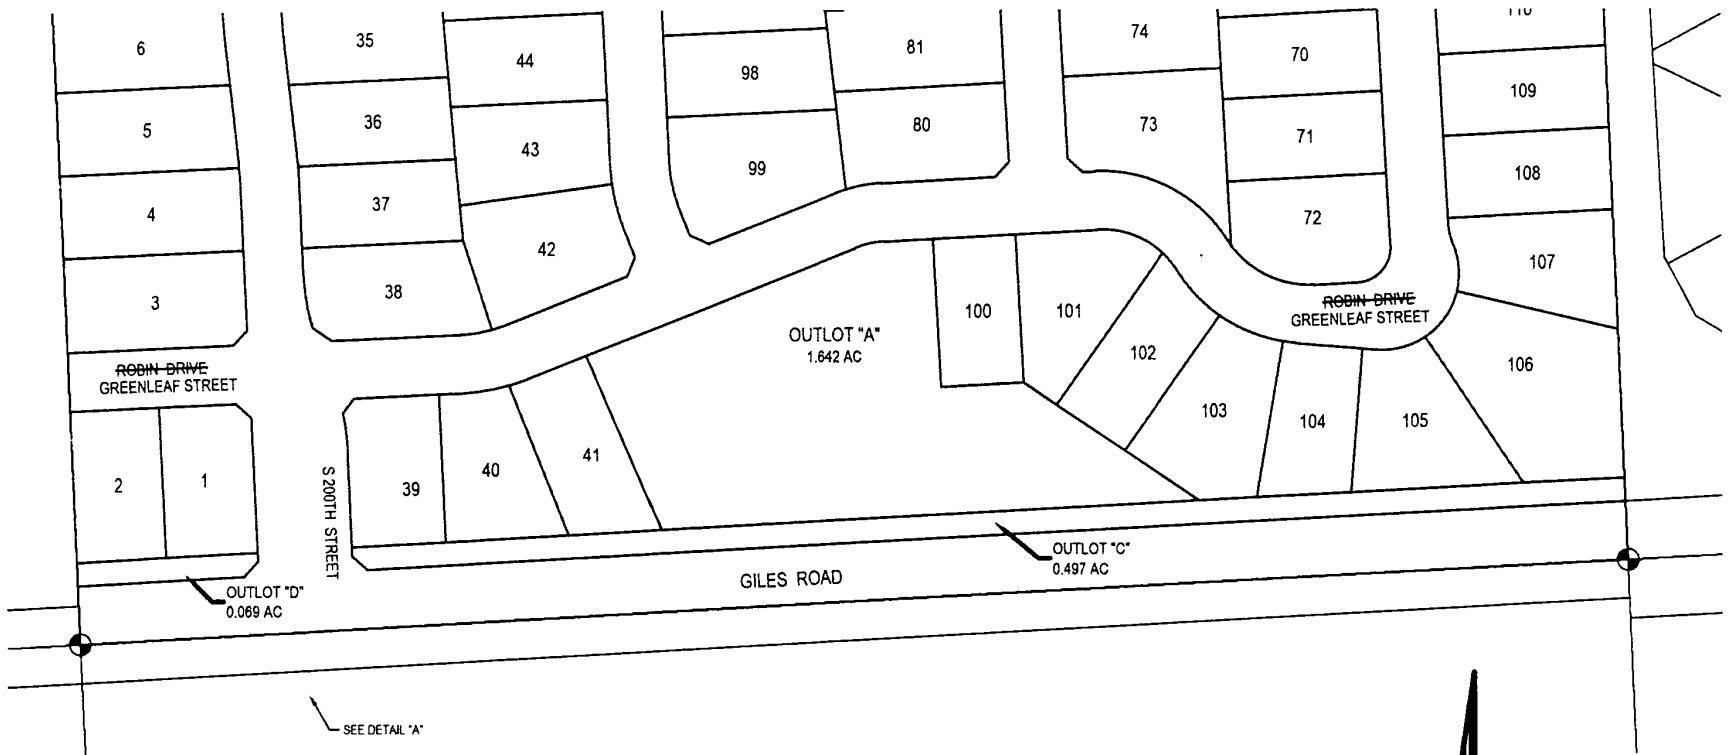 110
6
35
44
98
81
74
70
109
5
36
43
99
80
73
71
108
4
37
42
72
107
3
38
100
101
ROBIN DRIVE
GREENLEAF STREET
OUTLOT "A"
1.642 AC
102
106
ROBIN DRIVE
GREENLEAF STREET
103
104
105
2
1
S 200TH STREET
39
40
41
OUTLOT "C"
0.497 AC
GILES ROAD
OUTLOT "D"
0.069 AC
SEE DETAIL "A"